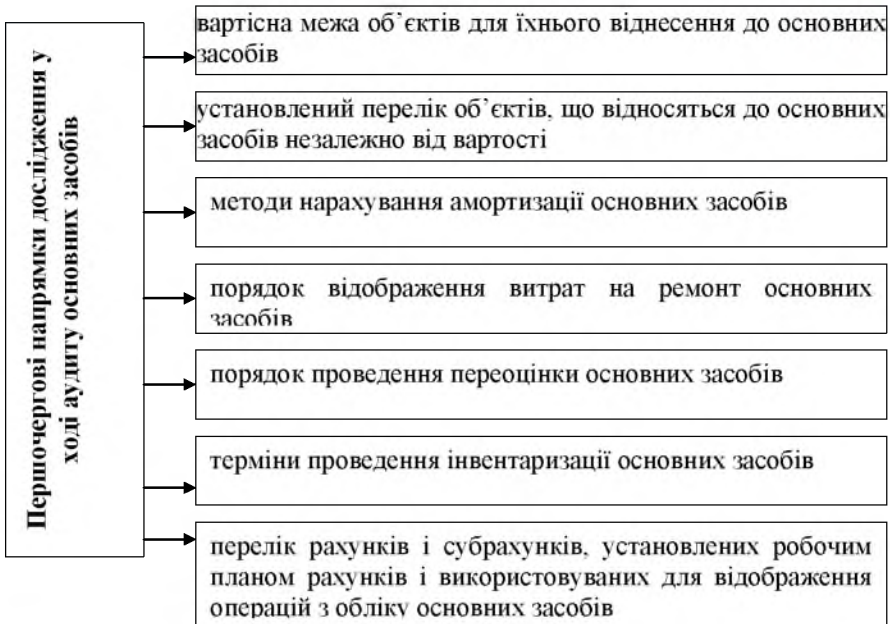 Першочергові напрямки дослідження у
ході аудиту основних засобів
вартісна межа об’єктів для їхнього віднесення до основних
засобів
установлений перелік об’єктів, що відносяться до основних
засобів незалежно від вартості
методи нарахування амортизації основних засобів
порядок відображення витрат на ремонт основних
засобів
порядок проведення переоцінки основних засобів
терміни проведення інвентаризації основних засобів
перелік рахунків і субрахунків, установлених робочим
планом рахунків і використовуваних для відображення
операцій з обліку основних засобів